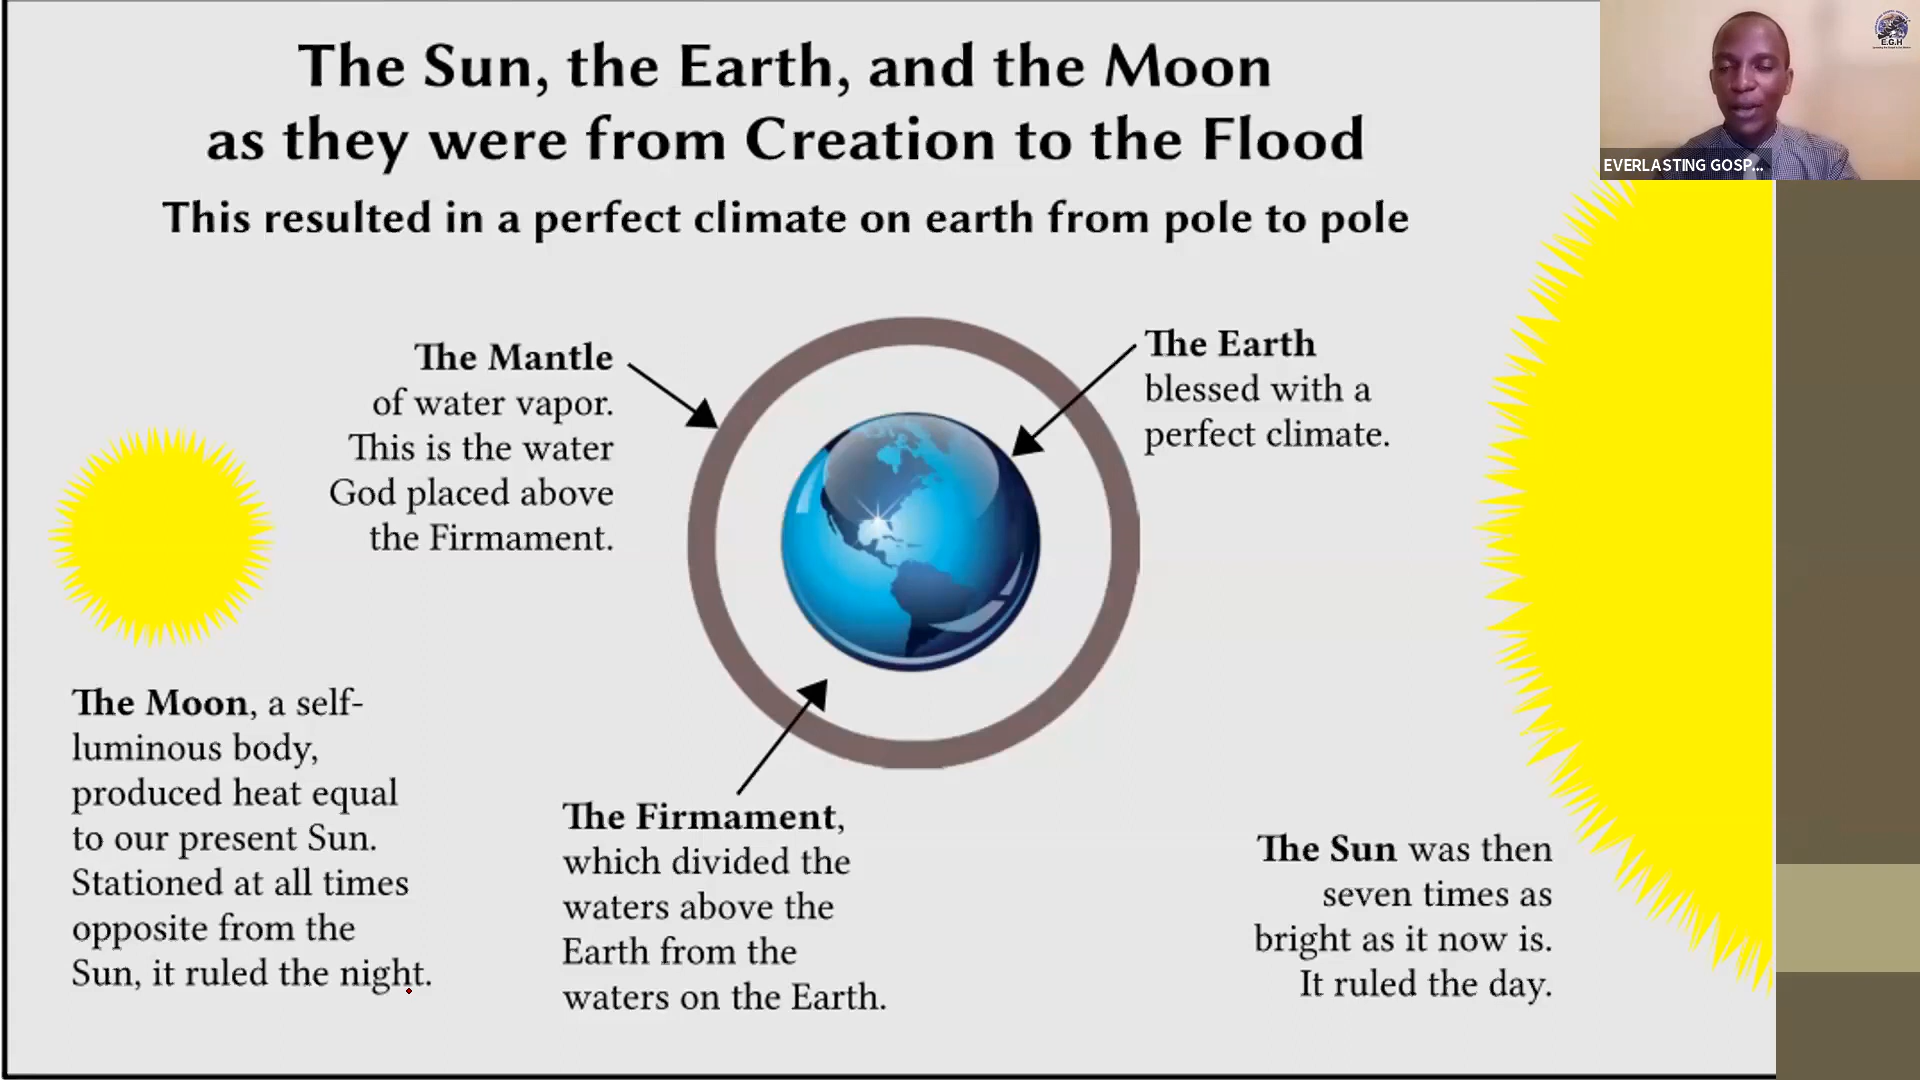 The Sun, the Earth, and the Moon
as they were from Creation to the Flood
This resulted in a perfect climate on earth from pole to pole
EVERLASTING GOSP...
E.G.H
The Mantle
of water vapor.
This is the water
God placed above
the Firmament.
The Earth
blessed with a
perfect climate.
The Moon, a self-
luminous body,
produced heat equal
to our present Sun.
Stationed at all times
opposite from the
Sun, it ruled the night.
The Firmament,
which divided the
waters above the
Earth from the
waters on the Earth.
The Sun was then
seven times as
bright as it now is.
It ruled the day.